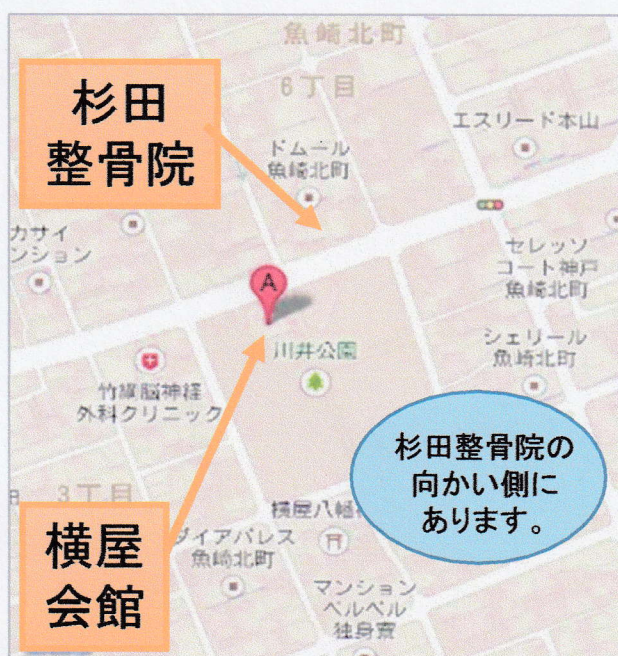 魚崎北町
杉田
整骨院
6丁目
エスリード本山
ドムール
魚崎北町
カサイ
ンション
セレッソ
コート神戸
魚崎北町
A
川井公園
シェリール
魚崎北町
竹
脳神経
外科クリニック
杉田整骨院の
向かい側に
あります。
3丁目
横屋
会館
横屋八幡
ダイアパレス
魚崎北町
マンション
ベルベル
独身寮